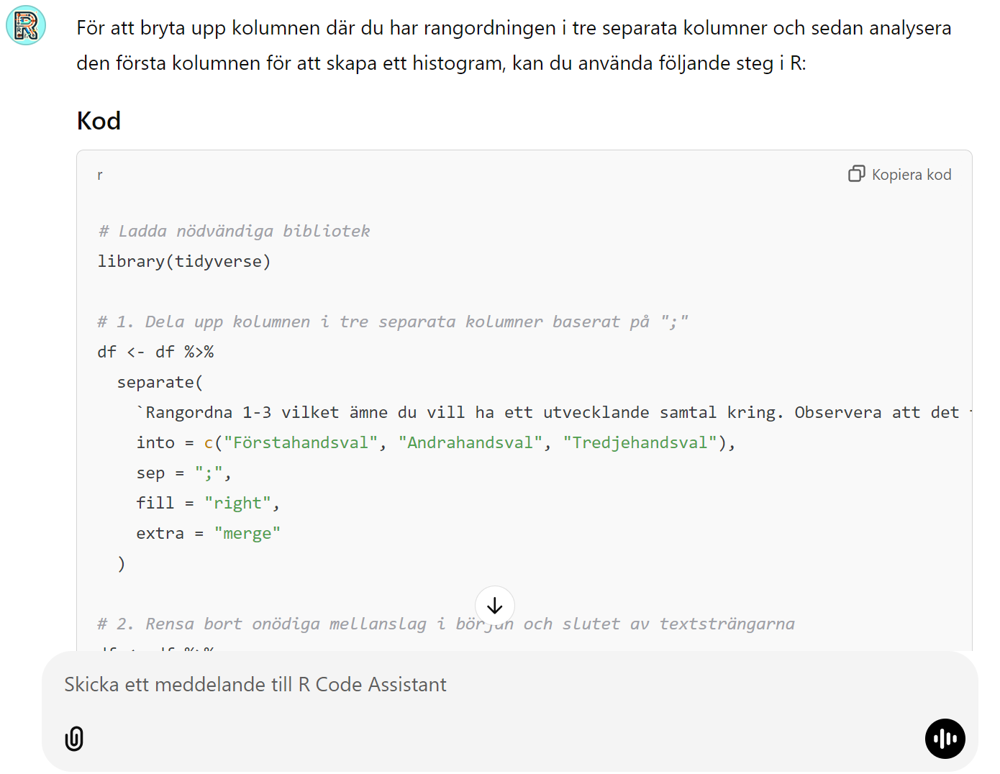 För att bryta upp kolumnen där du har rangordningen i tre separata kolumner och sedan analysera
den första kolumnen för att skapa ett histogram, kan du använda följande steg i R:
Kod
r
Kopiera kod
# Ladda nödvändiga bibliotek
library(tidyverse)
# 1. Dela upp kolumnen i tre separata kolumner baserat på ";"
df <- df %>%
separate(
`Rangordna 1-3 vilket ämne du vill ha ett utvecklande samtal kring. Observera att det
into = c("Förstahandsval", "Andrahandsval", "Tredjehandsval"),
sep = ";",
fill = "right",
extra = "merge"
)
# 2. Rensa bort onödiga mellanslag i början och slutet av textsträngarna
df <- df %>%
Skicka ett meddelande till R Code Assistant